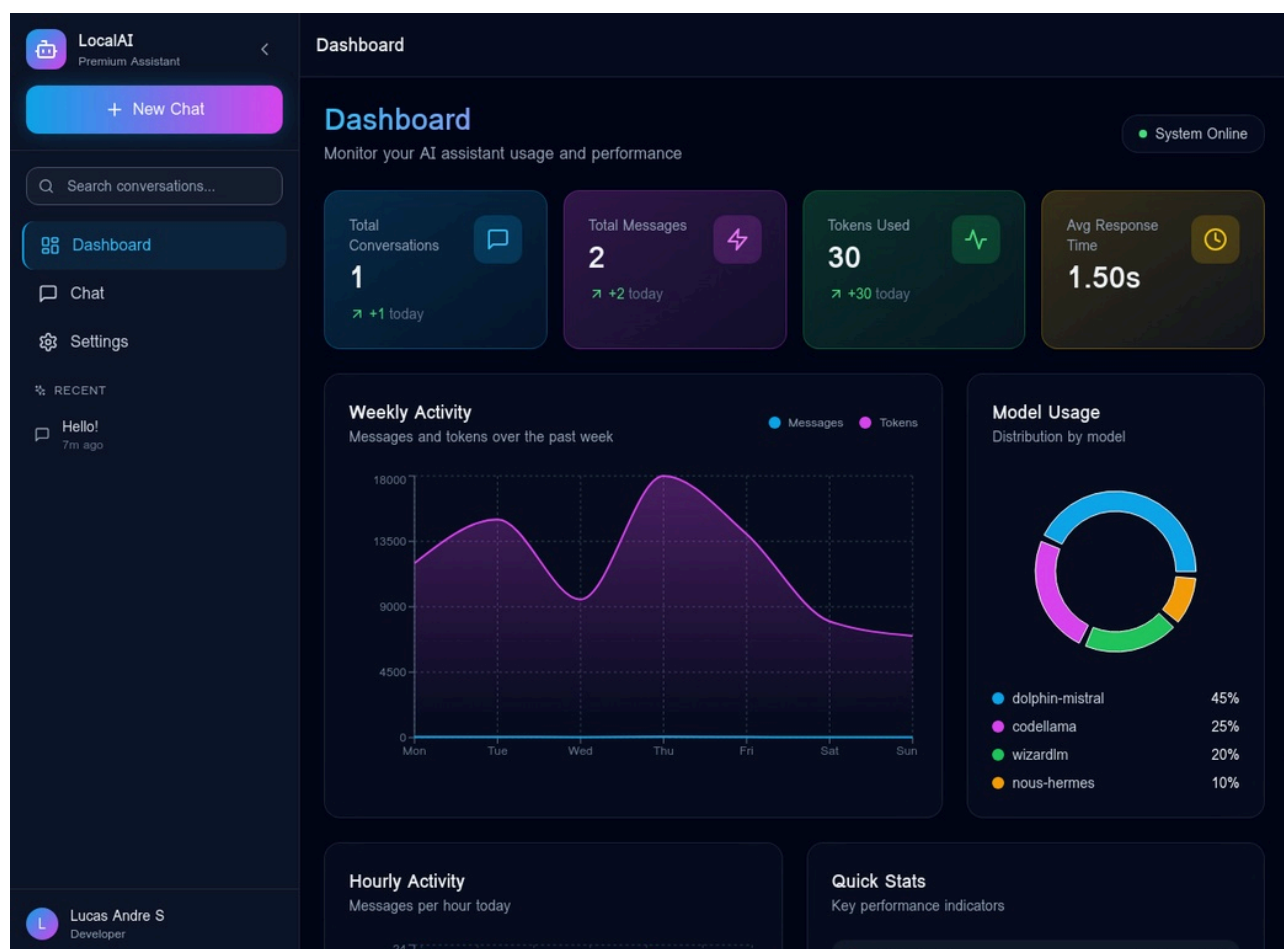 LocalAI
Premium Assistant
+ New Chat
Search conversations...
Dashboard
Chat
Settings
RECENT
Hello!
7m ago
L
Lucas Andre S
Developer
Dashboard
Dashboard
Monitor your AI assistant usage and performance
System Online
Total
Conversations
1
+1 today
Total Messages
2
+2 today
Tokens Used
30
+30 today
Avg Response
Time
1.50s
Weekly Activity
Messages and tokens over the past week
Messages Tokens
18000
13500
9000
4500
0
Mon Tue Wed Thu Fri Sat Sun
Model Usage
Distribution by model
dolphin-mistral 45%
codellama 25%
wizardlm 20%
nous-hermes 10%
Hourly Activity
Messages per hour today
Quick Stats
Key performance indicators